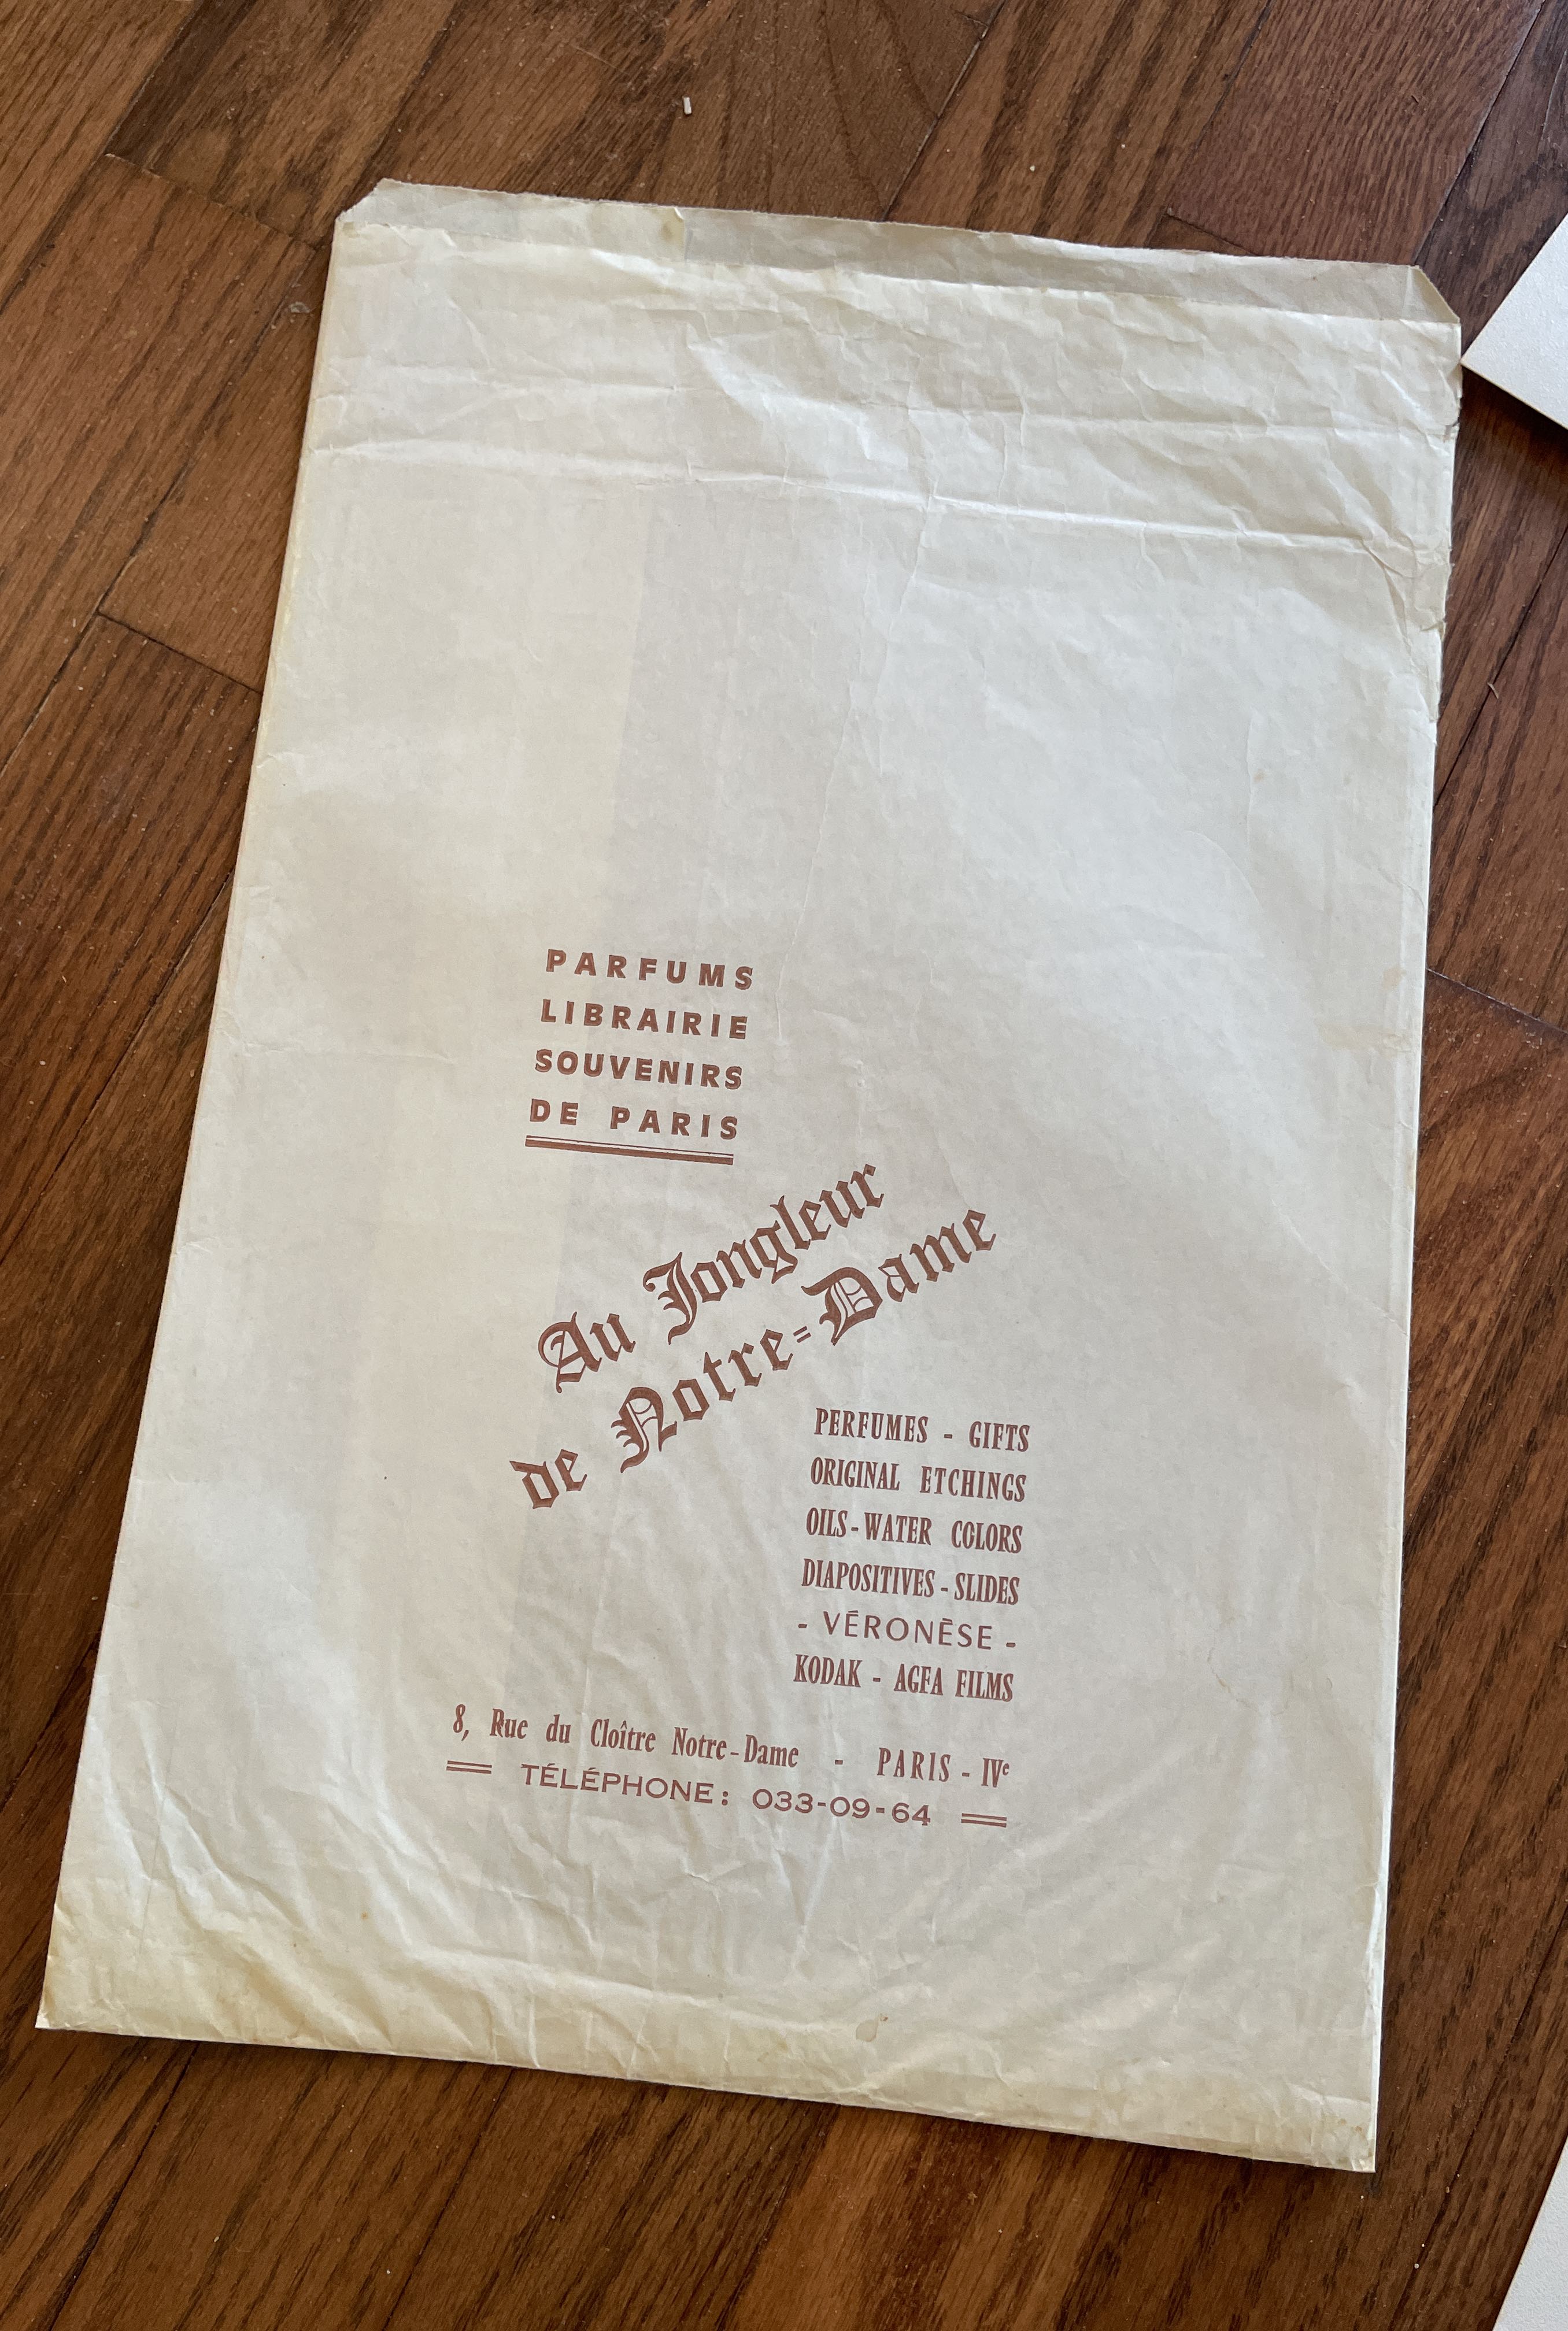 PARFUMS
LIBRAIRIE
SOUVENIRS
DE PARIS
Au Jongleur
de Notre-Dame
PERFUMES - GIFTS
ORIGINAL ETCHINGS
OILS-WATER COLORS
DIAPOSITIVES-SLIDES
- VÉRONÈSE -
KODAK - AGFA FILMS
8, Rue du Cloître Notre-Dame - PARIS - IVe
TÉLÉPHONE: 033-09-64